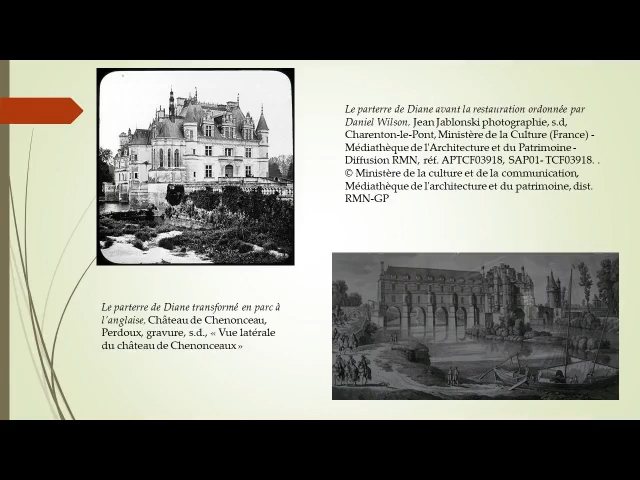 Le parterre de Diane avant la restauration ordonnée par
Daniel Wilson, Jean Jablonski photographie, s.d,
Charenton-le-Pont, Ministère de la Culture (France) -
Médiathèque de l'Architecture et du Patrimoine -
Diffusion RMN, réf. APTCF03918, SAP01- TCF03918. .
© Ministère de la culture et de la communication,
Médiathèque de l'architecture et du patrimoine, dist.
RMN-GP
Le parterre de Diane transformé en parc à
l'anglaise, Château de Chenonceau,
Perdoux, gravure, s.d., « Vue latérale
du château de Chenonceaux »